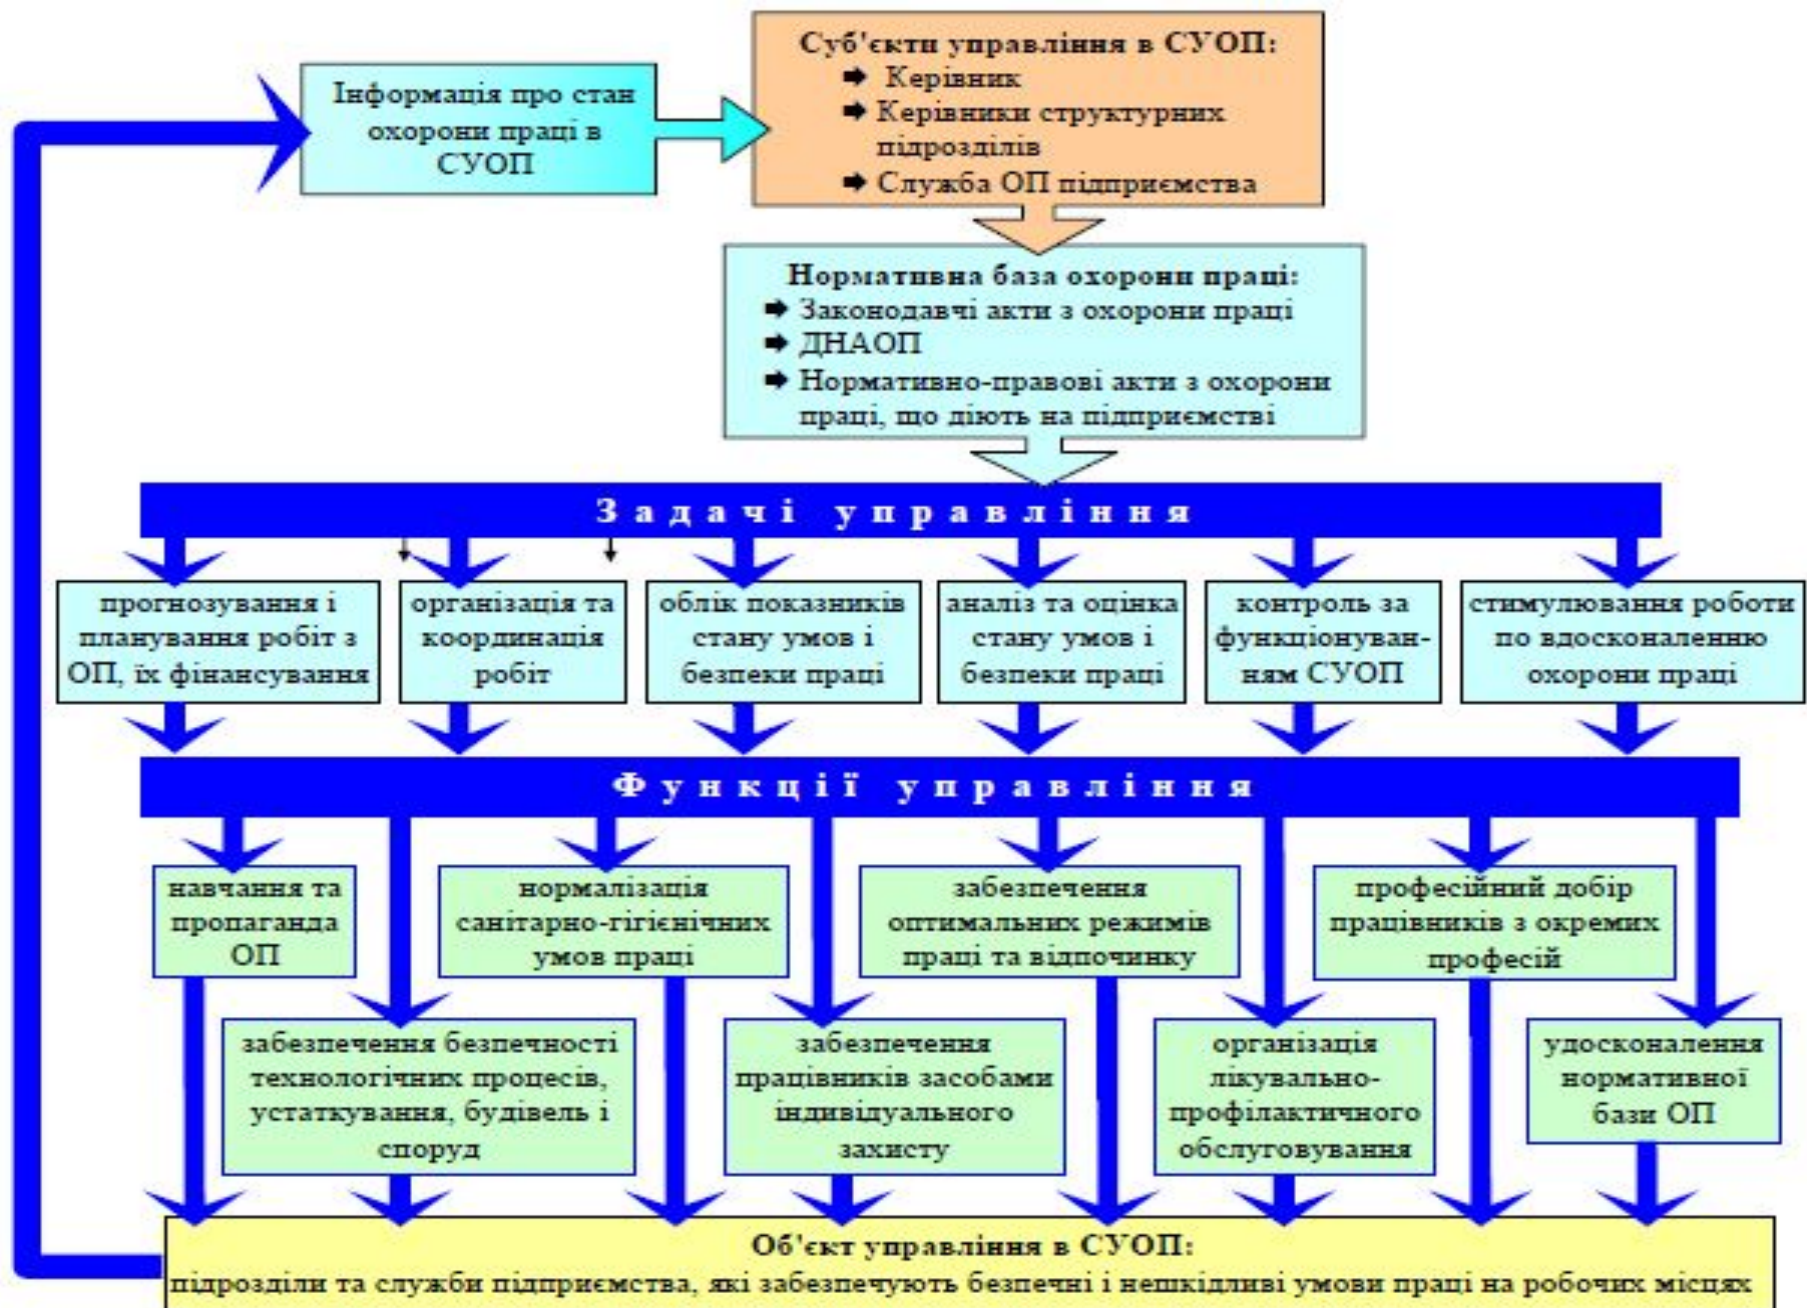 Інформація про стан
охорони праці в
СУОП
Суб'єкти управління в СУОП:
Керівник
Керівники структурних
підрозділів
Служба ОП підприємства
Нормативна база охорони праці:
Законодавчі акти з охорони праці
ДНАОП
Нормативно-правові акти з охорони
праці, що діють на підприємстві
Задачі управління
прогнозування і
планування робіт з
ОП, їх фінансування
організація та
координація
робіт
облік показників
стану умов і
безпеки праці
аналіз та оцінка
стану умов і
безпеки праці
контроль за
функціонуван-
ням СУОП
стимулювання роботи
по вдосконаленню
охорони праці
Функції управління
навчання та
пропаганда
ОП
нормалізація
санітарно-гігієнічних
умов праці
забезпечення
оптимальних режимів
праці та відпочинку
професійний добір
працівників з окремих
професій
забезпечення безпечності
технологічних процесів,
устаткування, будівель і
споруд
забезпечення
працівників засобами
індивідуального
захисту
організація
лікувально-
профілактичного
обслуговування
удосконалення
нормативної
бази ОП
Об'єкт управління в СУОП:
підрозділи та служби підприємства, які забезпечують безпечні і нешкідливі умови праці на робочих місцях